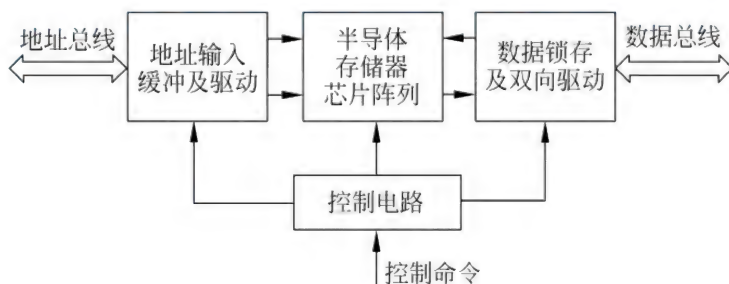 地址总线
地址输入
缓冲及驱动
半导体
存储器
芯片阵列
数据锁存
及双向驱动
数据总线
控制电路
控制命令